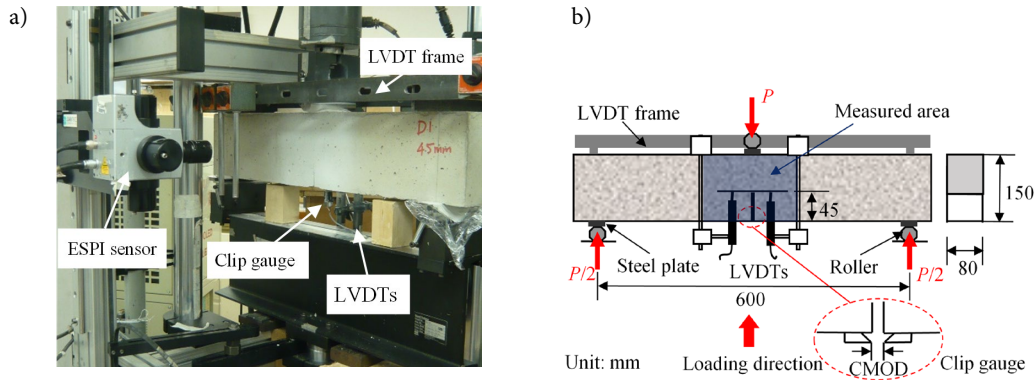 a)
LVDT frame
D1
45mm
ESPI sensor
Clip gauge
LVDTs
b)
P
LVDT frame
Measured area
45
150
80
P/2
Steel plate
LVDTs
Roller
P/2
600
Unit: mm
Loading direction
CMOD
Clip gauge